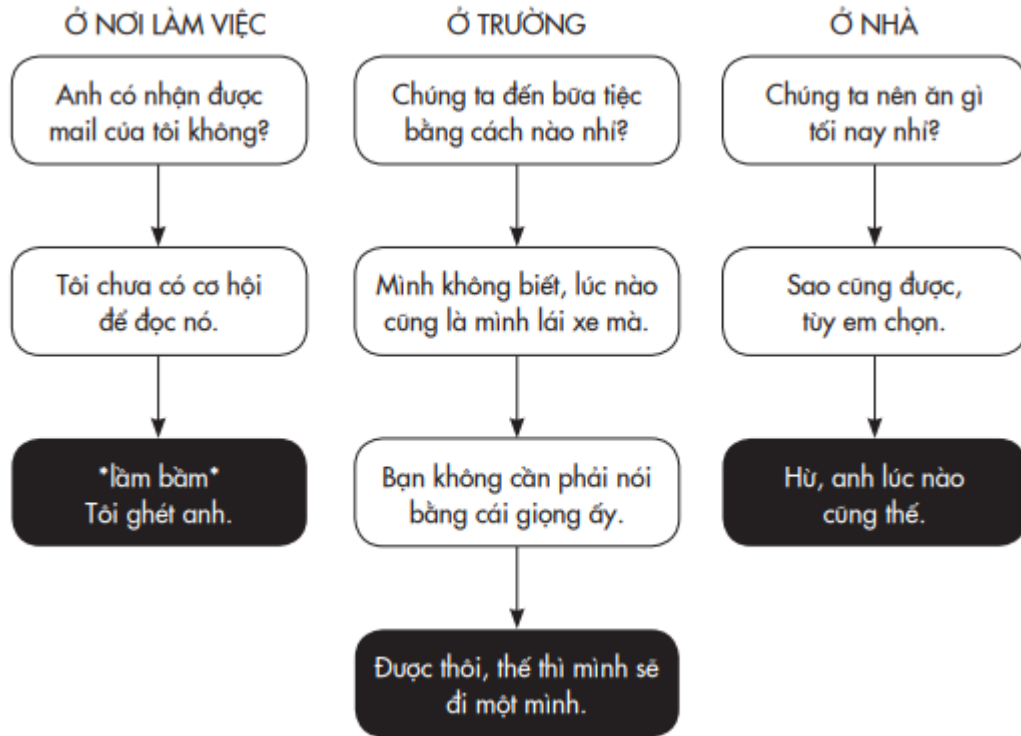 Ở NƠI LÀM VIỆC
Anh có nhận được
mail của tôi không?
Tôi chưa có cơ hội
để đọc nó.
*lầm bầm*
Tôi ghét anh.
Ở TRƯỜNG
Chúng ta đến bữa tiệc
bằng cách nào nhỉ?
Mình không biết, lúc nào
cũng là mình lái xe mà.
Bạn không cần phải nói
bằng cái giọng ấy.
Được thôi, thế thì mình sẽ
đi một mình.
Ở NHÀ
Chúng ta nên ăn gì
tối nay nhỉ?
Sao cũng được,
tùy em chọn.
Hừ, anh lúc nào
cũng thế.